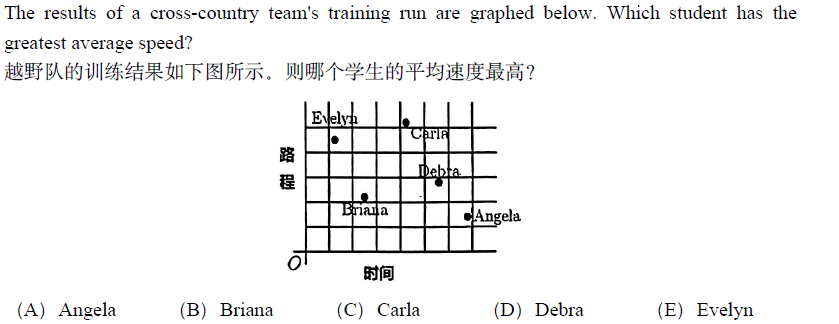 The results of a cross-country team's training run are graphed below. Which student has the
greatest average speed?
越野队的训练结果如下图所示。则哪个学生的平均速度最高?
Evelyn
Carla
路
程
Debra
Briana
Angela
O
时间
(A) Angela (B) Briana (C) Carla (D) Debra (E) Evelyn